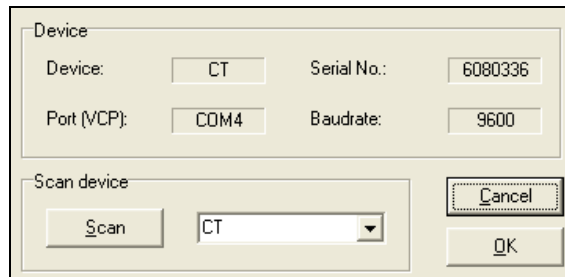 Device
Device: CT Serial No.: 6080336
Port (VCP): COM4 Baudrate: 9600
Scan device
Scan CT Cancel
OK